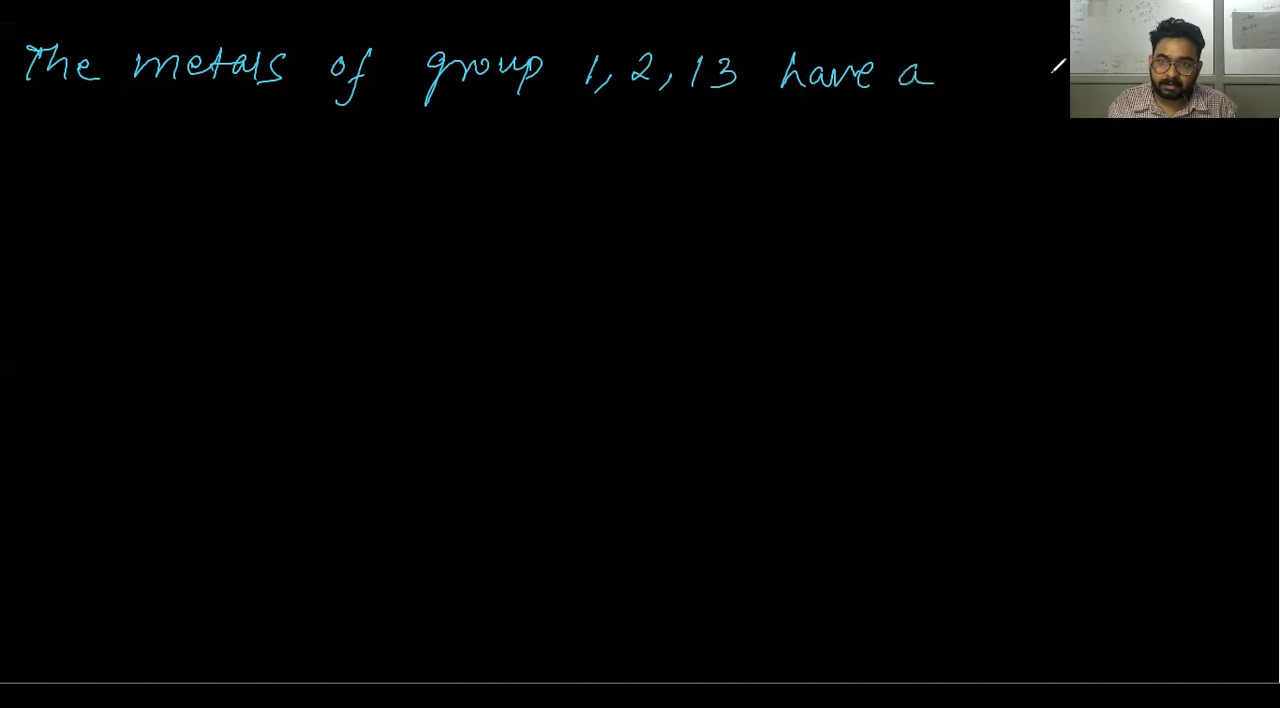 The metals of group 1, 2, 13 have a